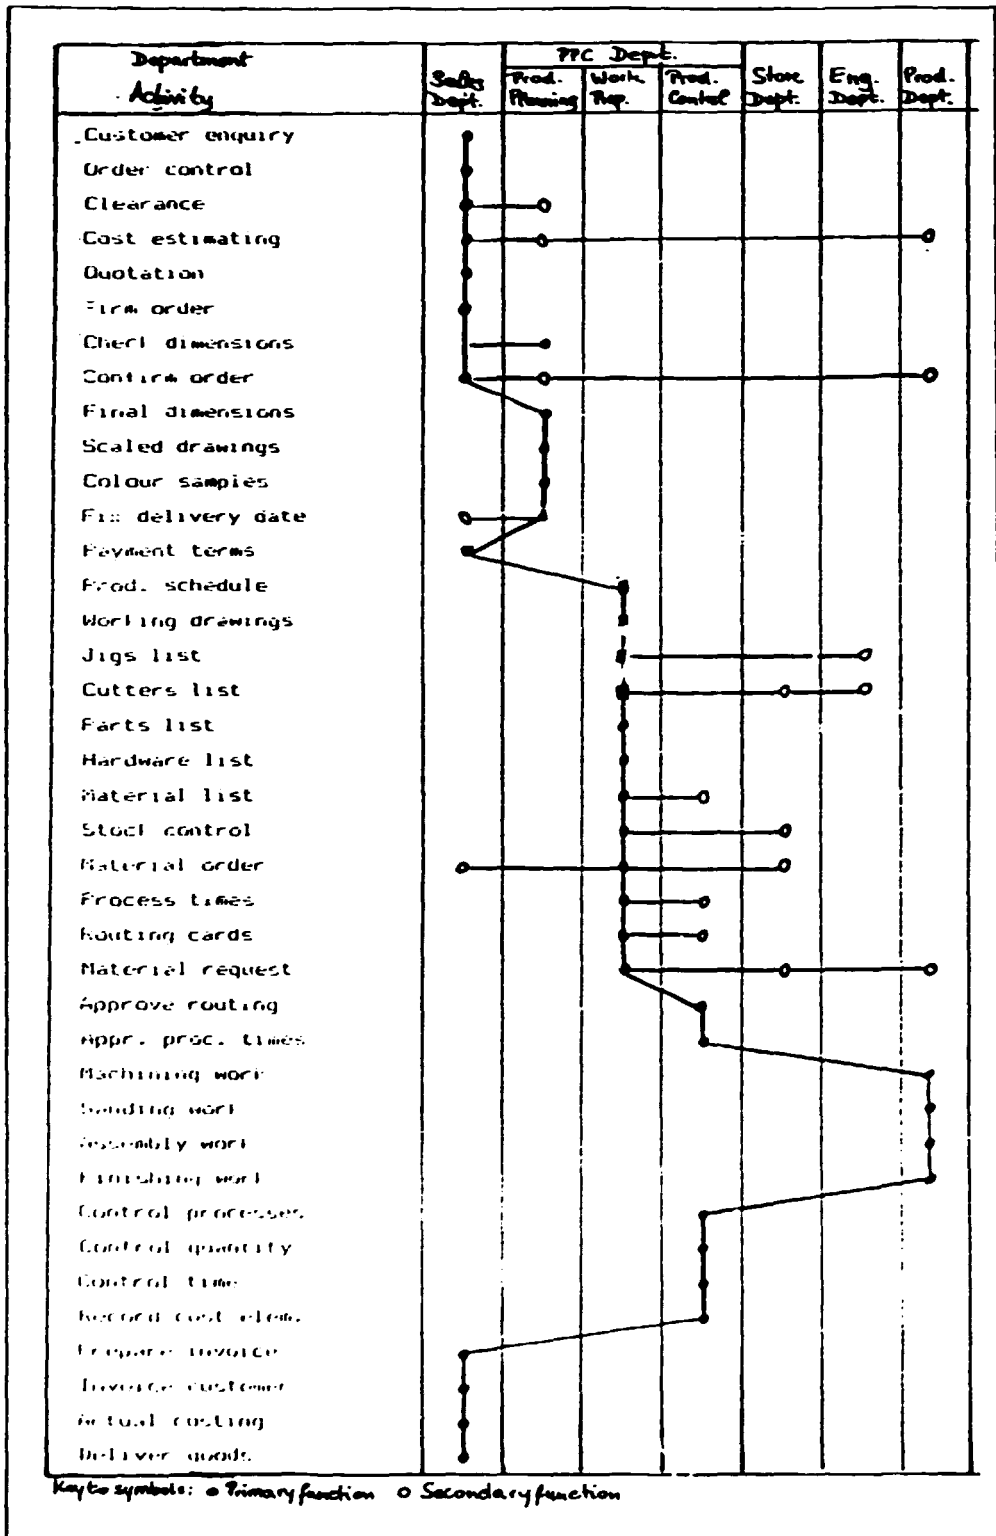 Department
Activity
Sales Dept.
PPC Dept.
Prod. Planning
Work Prep.
Prod. Control
Store Dept.
Eng. Dept.
Prod. Dept.
Customer enquiry
Order control
Clearance
Cost estimating
Quotation
Firm order
Check dimensions
Confirm order
Final dimensions
Scaled drawings
Colour samples
Fix delivery date
Payment terms
Prod. schedule
Working drawings
Jigs list
Cutters list
Parts list
Hardware list
Material list
Stock control
Material order
Process times
Routing cards
Material request
Approve routing
Appr. proc. times
Machining work
Sanding work
Assembly work
Finishing work
Control processes
Control quantity
Control time
Record cost elems.
Prepare invoice
Invoice customer
Actual costing
Deliver goods
Key to symbols: ● Primary function ○ Secondary function